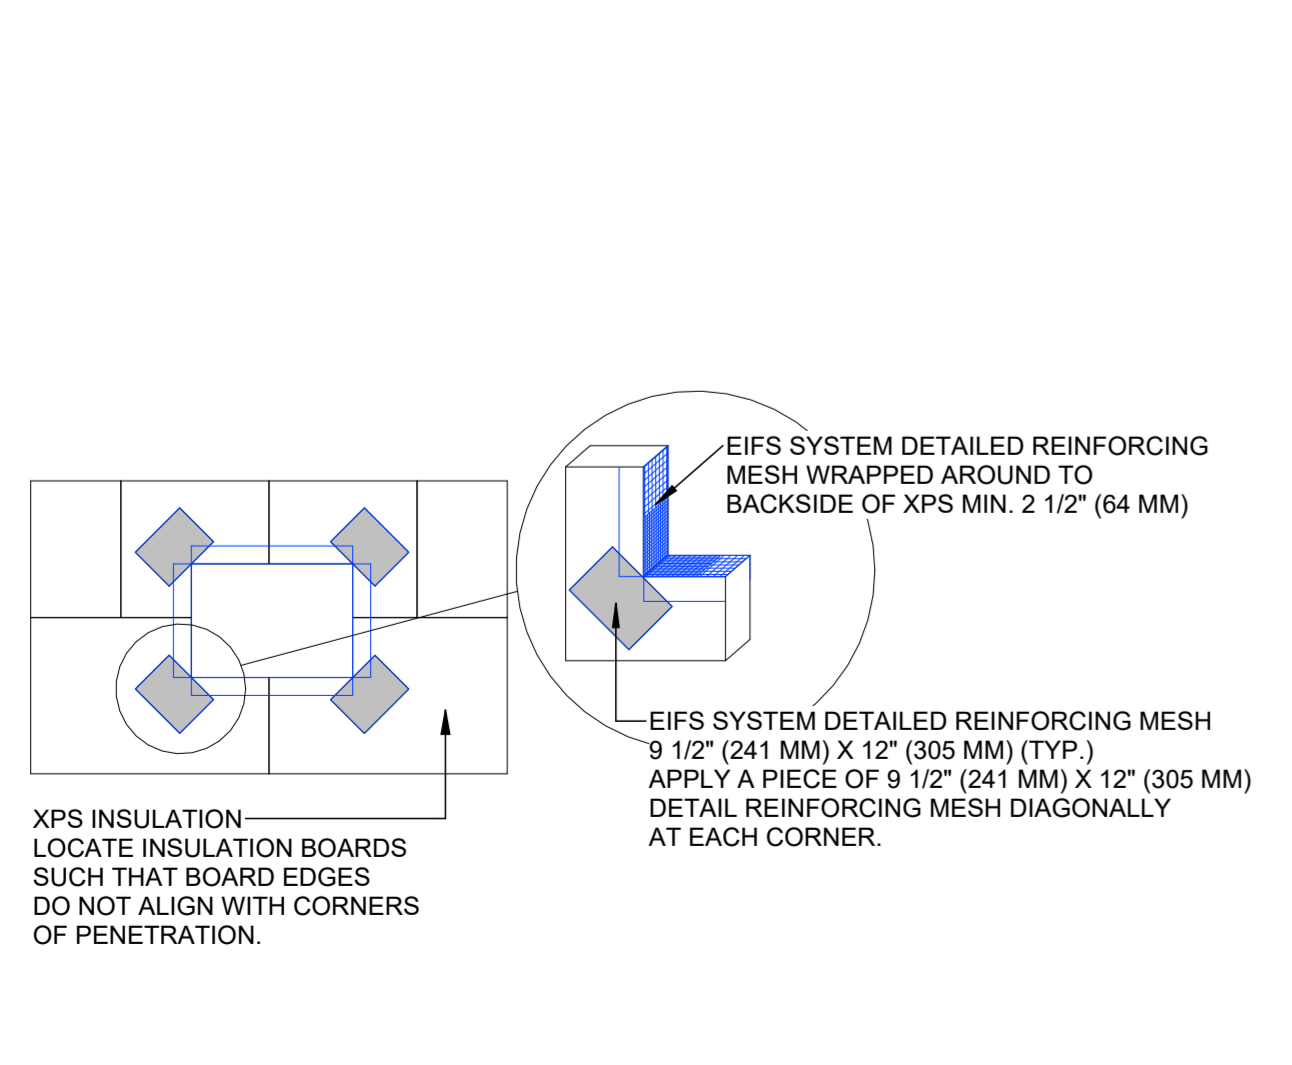 EIFS SYSTEM DETAILED REINFORCING
MESH WRAPPED AROUND TO
BACKSIDE OF XPS MIN. 2 1/2" (64 MM)
EIFS SYSTEM DETAILED REINFORCING MESH
9 1/2" (241 MM) X 12" (305 MM) (TYP.)
APPLY A PIECE OF 9 1/2" (241 MM) X 12" (305 MM)
DETAIL REINFORCING MESH DIAGONALLY
AT EACH CORNER.
XPS INSULATION
LOCATE INSULATION BOARDS
SUCH THAT BOARD EDGES
DO NOT ALIGN WITH CORNERS
OF PENETRATION.